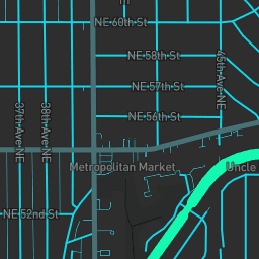 NE 60th St
NE 58th St
45th Ave NE
NE 57th St
37th Ave NE
38th Ave NE
NE 56th St
Metropolitan Market
Uncle
NE 52nd St